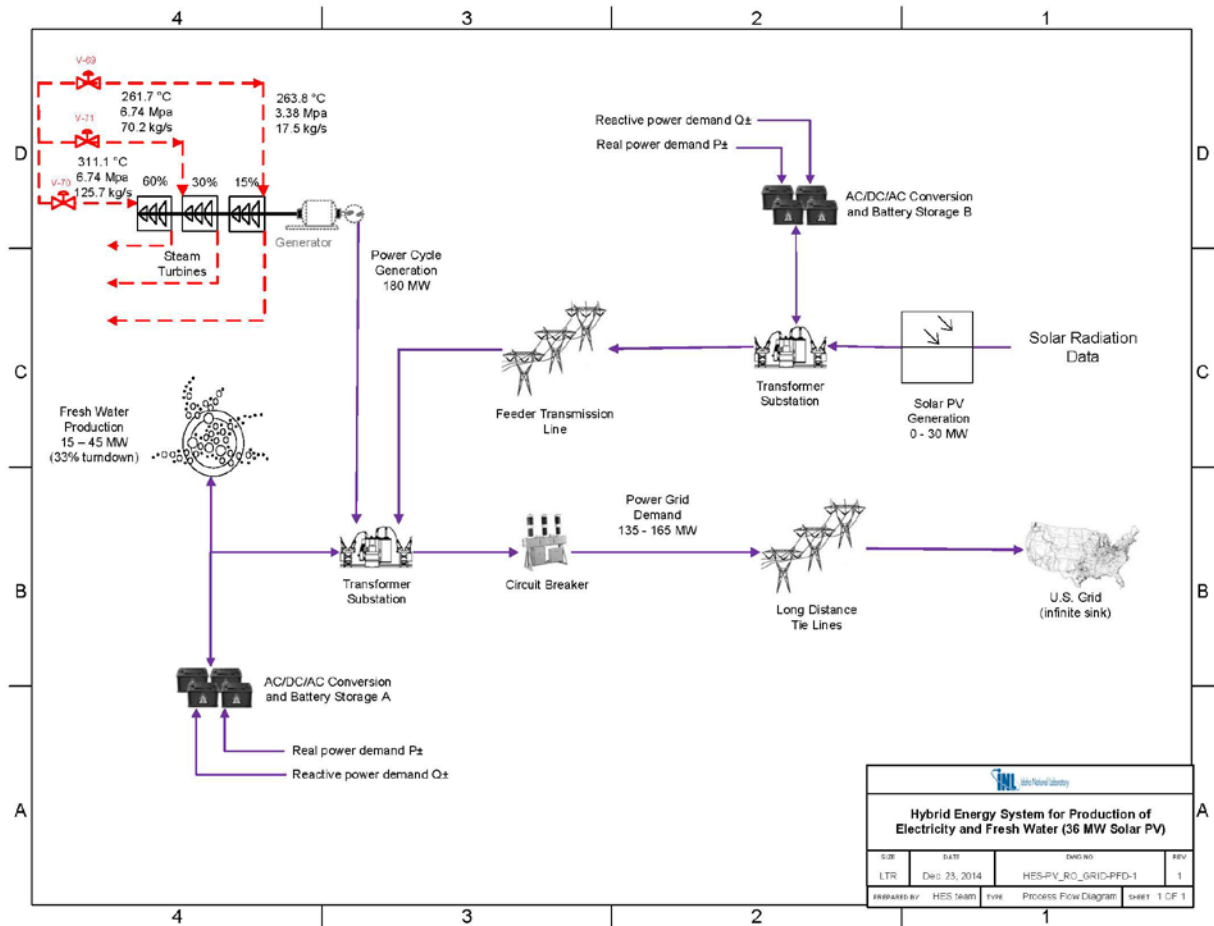 4 3 2 1
V-69
261.7 °C
6.74 Mpa
70.2 kg/s
263.8 °C
3.38 Mpa
17.5 kg/s
V-71
311.1 °C
6.74 Mpa
125.7 kg/s
V-70
60% 30% 15%
Generator
Steam
Turbines
Power Cycle
Generation
180 MW
Reactive power demand Q±
Real power demand P±
AC/DC/AC Conversion
and Battery Storage B
D D
Feeder Transmission
Line
Transformer
Substation
Solar PV
Generation
0 - 30 MW
Solar Radiation
Data
C C
Fresh Water
Production
15 – 45 MW
(33% turndown)
Transformer
Substation
Circuit Breaker
Power Grid
Demand
135 - 165 MW
Long Distance
Tie Lines
U.S. Grid
(infinite sink)
B B
AC/DC/AC Conversion
and Battery Storage A
Real power demand P±
Reactive power demand Q±
A A
INL Idaho National Laboratory
Hybrid Energy System for Production of
Electricity and Fresh Water (36 MW Solar PV)
SIZE DATE DWG NO REV
LTR Dec. 23, 2014 HES-PV_RO_GRID-PFD-1 1
PREPARED BY HES team TYPE Process Flow Diagram SHEET 1 OF 1
4 3 2 1